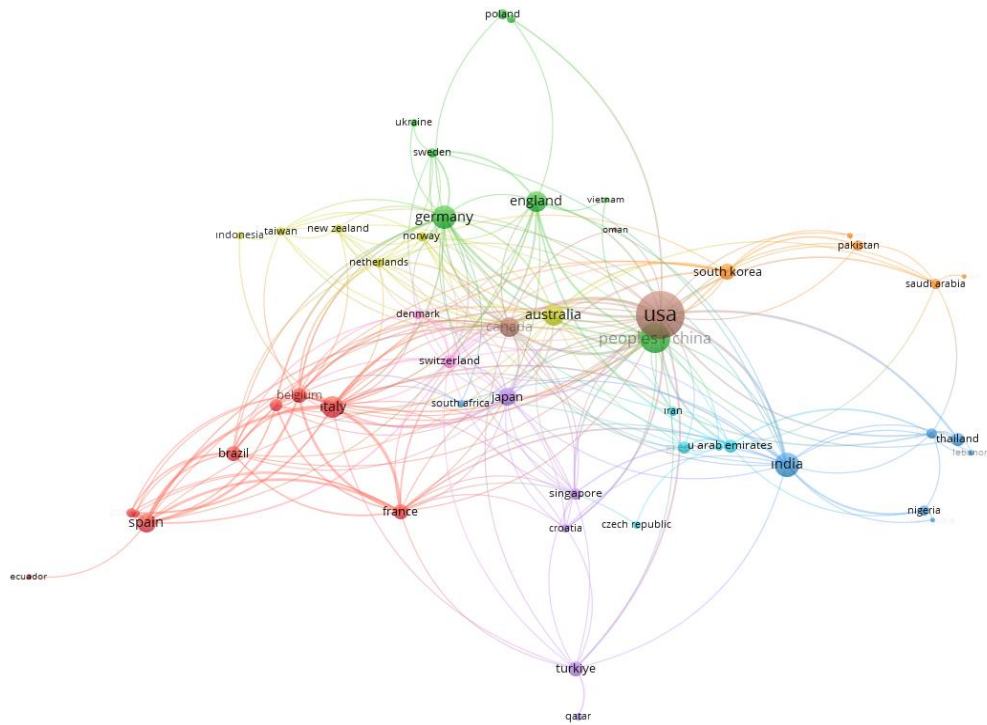 poland
ukraine
sweden
england
vietnam
germany
new zealand
taiwan
indonesia
norway
oman
pakistan
netherlands
south korea
saudi arabia
denmark
australia
usa
canada
peoples r china
switzerland
belgium
japan
south africa
italy
iran
thailand
u arab emirates
lebanon
brazil
india
singapore
france
nigeria
spain
czech republic
croatia
ecuador
turkiye
qatar